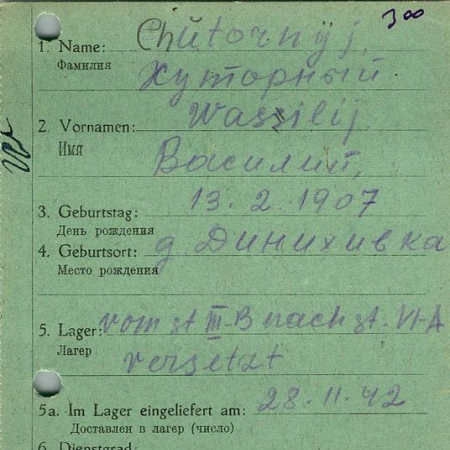 300
1. Name: Chutornyj,
Фамилия Хуторный
2. Vornamen: Wassilij
Имя Василий,
3. Geburtstag: 13.2.1907
День рождения
4. Geburtsort: д Динихивка
Место рождения
5. Lager: vom st III-B nach st. VI-A
Лагер versetzt
5a. Im Lager eingeliefert am: 28.11.42
Доставлен в лагер (число)
6. Dienstgrad: